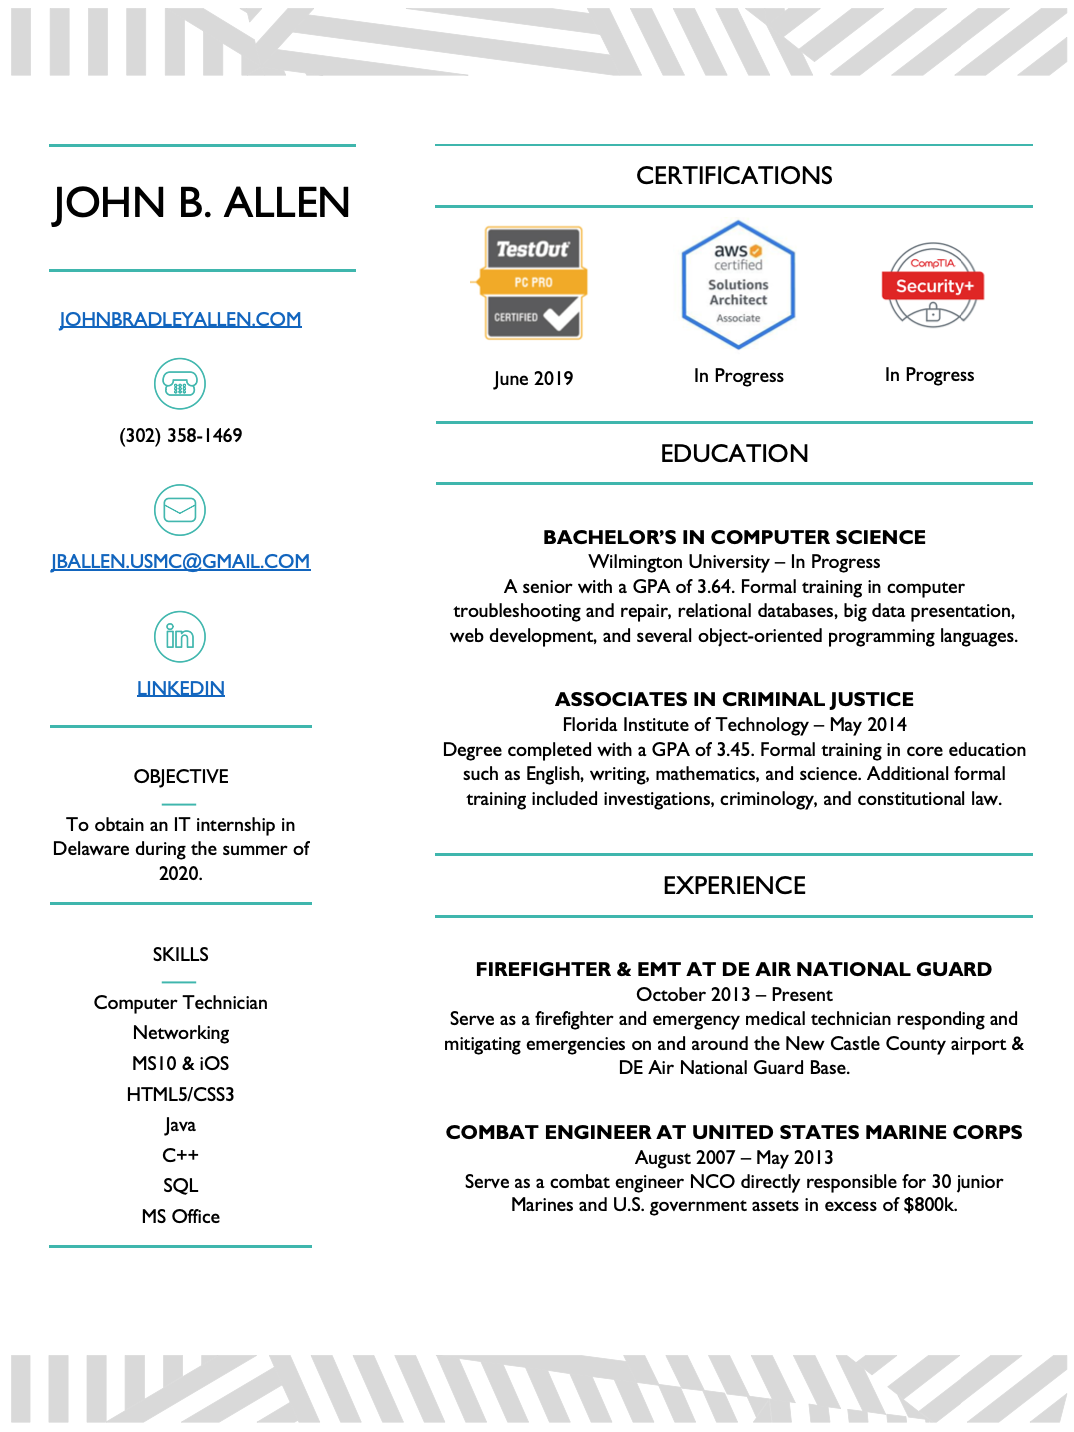 JOHN B. ALLEN
JOHNBRADLEYALLEN.COM
(302) 358-1469
JBALLEN.USMC@GMAIL.COM
in
LINKEDIN
OBJECTIVE
To obtain an IT internship in
Delaware during the summer of
2020.
SKILLS
Computer Technician
Networking
MS10 & iOS
HTML5/CSS3
Java
C++
SQL
MS Office
CERTIFICATIONS
TestOut
PC PRO
CERTIFIED
June 2019
aws
certified
Solutions
Architect
Associate
In Progress
CompTIA
Security+
In Progress
EDUCATION
BACHELOR'S IN COMPUTER SCIENCE
Wilmington University – In Progress
A senior with a GPA of 3.64. Formal training in computer
troubleshooting and repair, relational databases, big data presentation,
web development, and several object-oriented programming languages.
ASSOCIATES IN CRIMINAL JUSTICE
Florida Institute of Technology – May 2014
Degree completed with a GPA of 3.45. Formal training in core education
such as English, writing, mathematics, and science. Additional formal
training included investigations, criminology, and constitutional law.
EXPERIENCE
FIREFIGHTER & EMT AT DE AIR NATIONAL GUARD
October 2013 – Present
Serve as a firefighter and emergency medical technician responding and
mitigating emergencies on and around the New Castle County airport &
DE Air National Guard Base.
COMBAT ENGINEER AT UNITED STATES MARINE CORPS
August 2007 – May 2013
Serve as a combat engineer NCO directly responsible for 30 junior
Marines and U.S. government assets in excess of $800k.